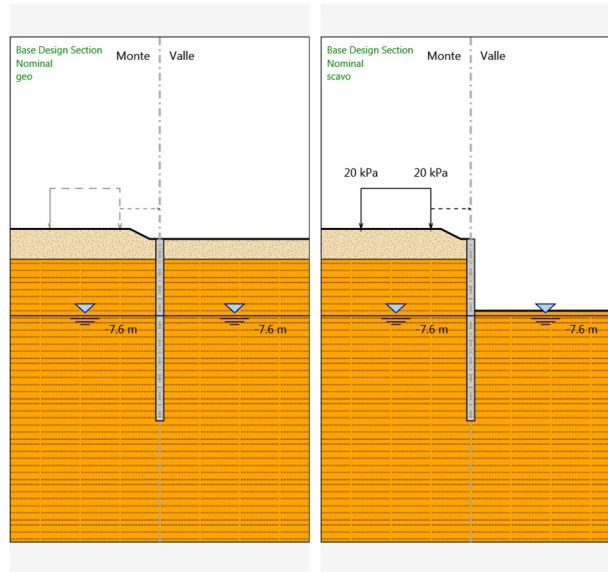 Base Design Section
Nominal
geo
Monte
Valle
-7.6 m
-7.6 m
Base Design Section
Nominal
scavo
Monte
Valle
20 kPa
20 kPa
-7.6 m
-7.6 m